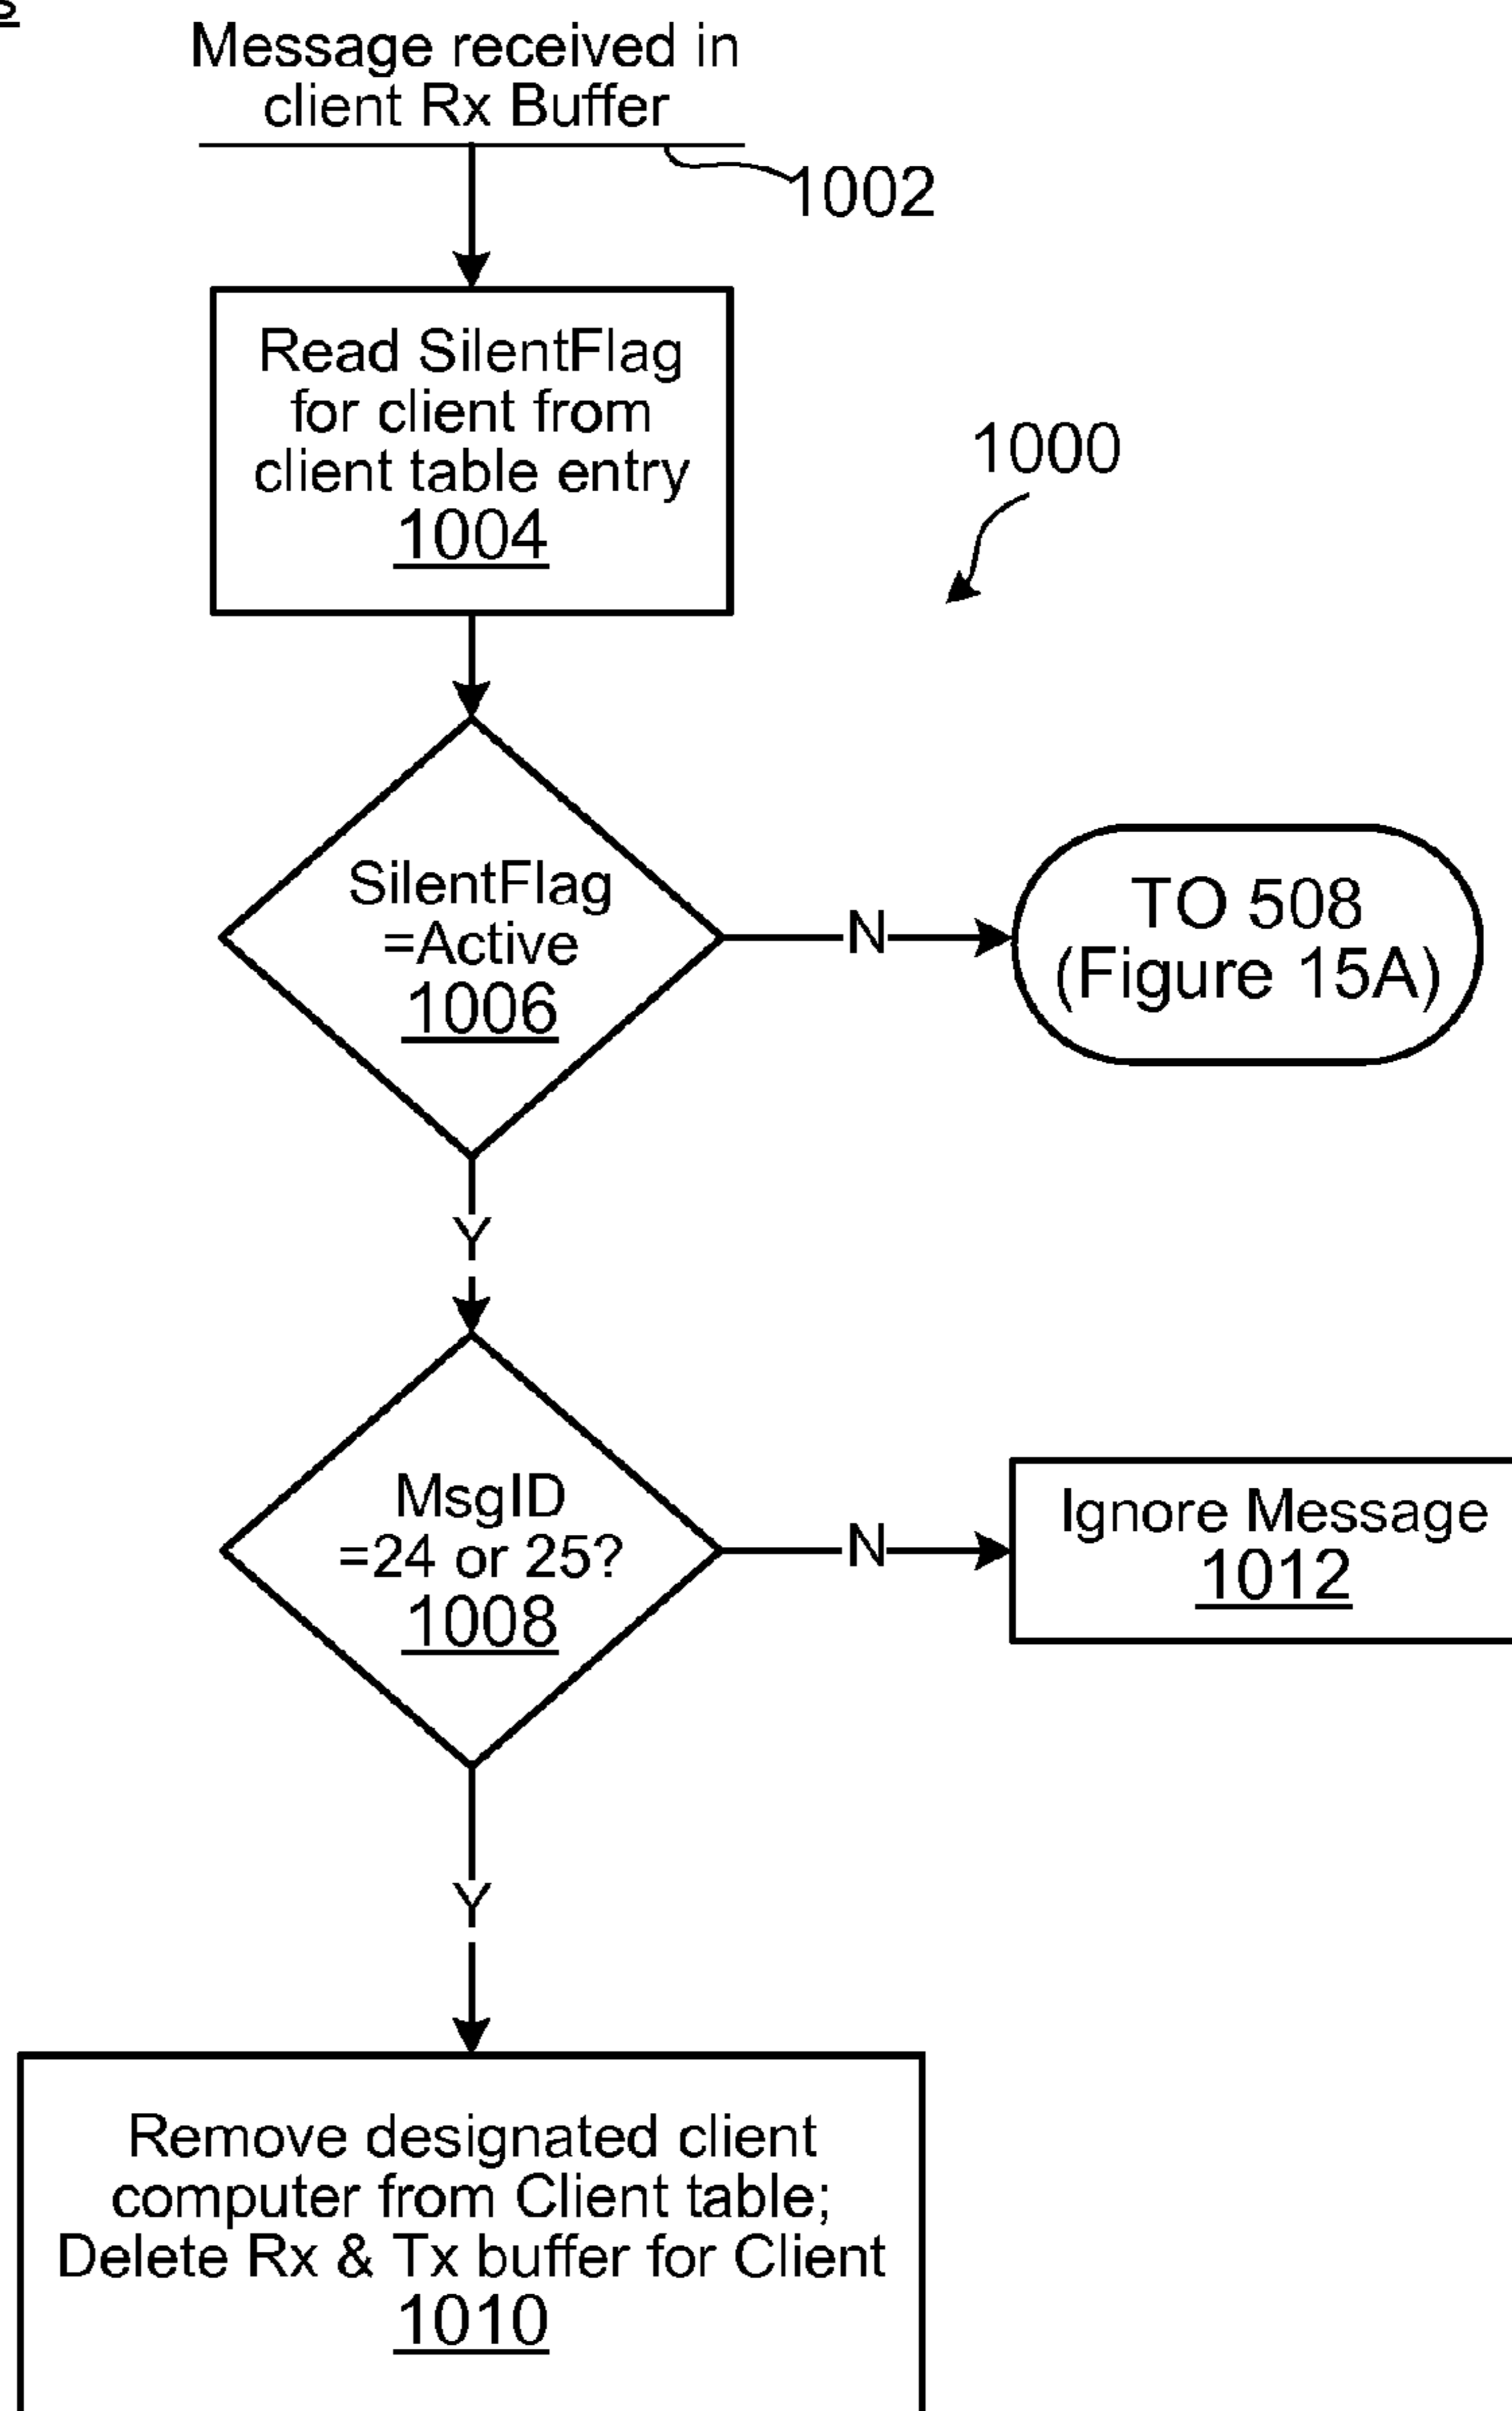 Message received in
client Rx Buffer
1002
Read SilentFlag
for client from
client table entry
1004
1000
SilentFlag
=Active
1006
N
TO 508
(Figure 15A)
Y
MsgID
=24 or 25?
1008
N
Ignore Message
1012
Y
Remove designated client
computer from Client table;
Delete Rx & Tx buffer for Client
1010